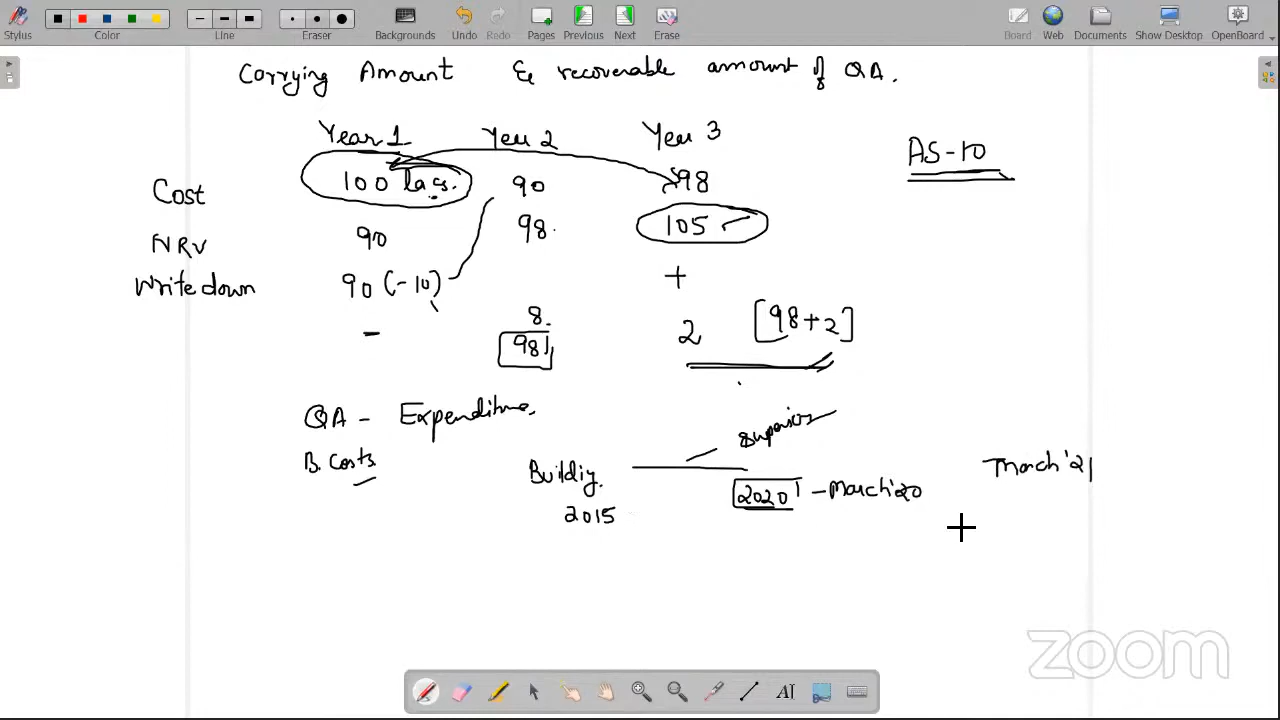 Stylus Color Line Eraser Backgrounds Undo Redo Pages Previous Next Erase Board Web Documents Show Desktop OpenBoard
Carrying Amount & recoverable amount of QA.
Year 1 Year 2 Year 3
Cost 100 lacs. 90 98
NRV 90 98. 105
Write down 90 (-10) +
- 8. 2 [98+2]
98
QA - Expenditure,
B. Costs
superior
Building. March'21
2015 2020 - March'20
AS-10
zoom